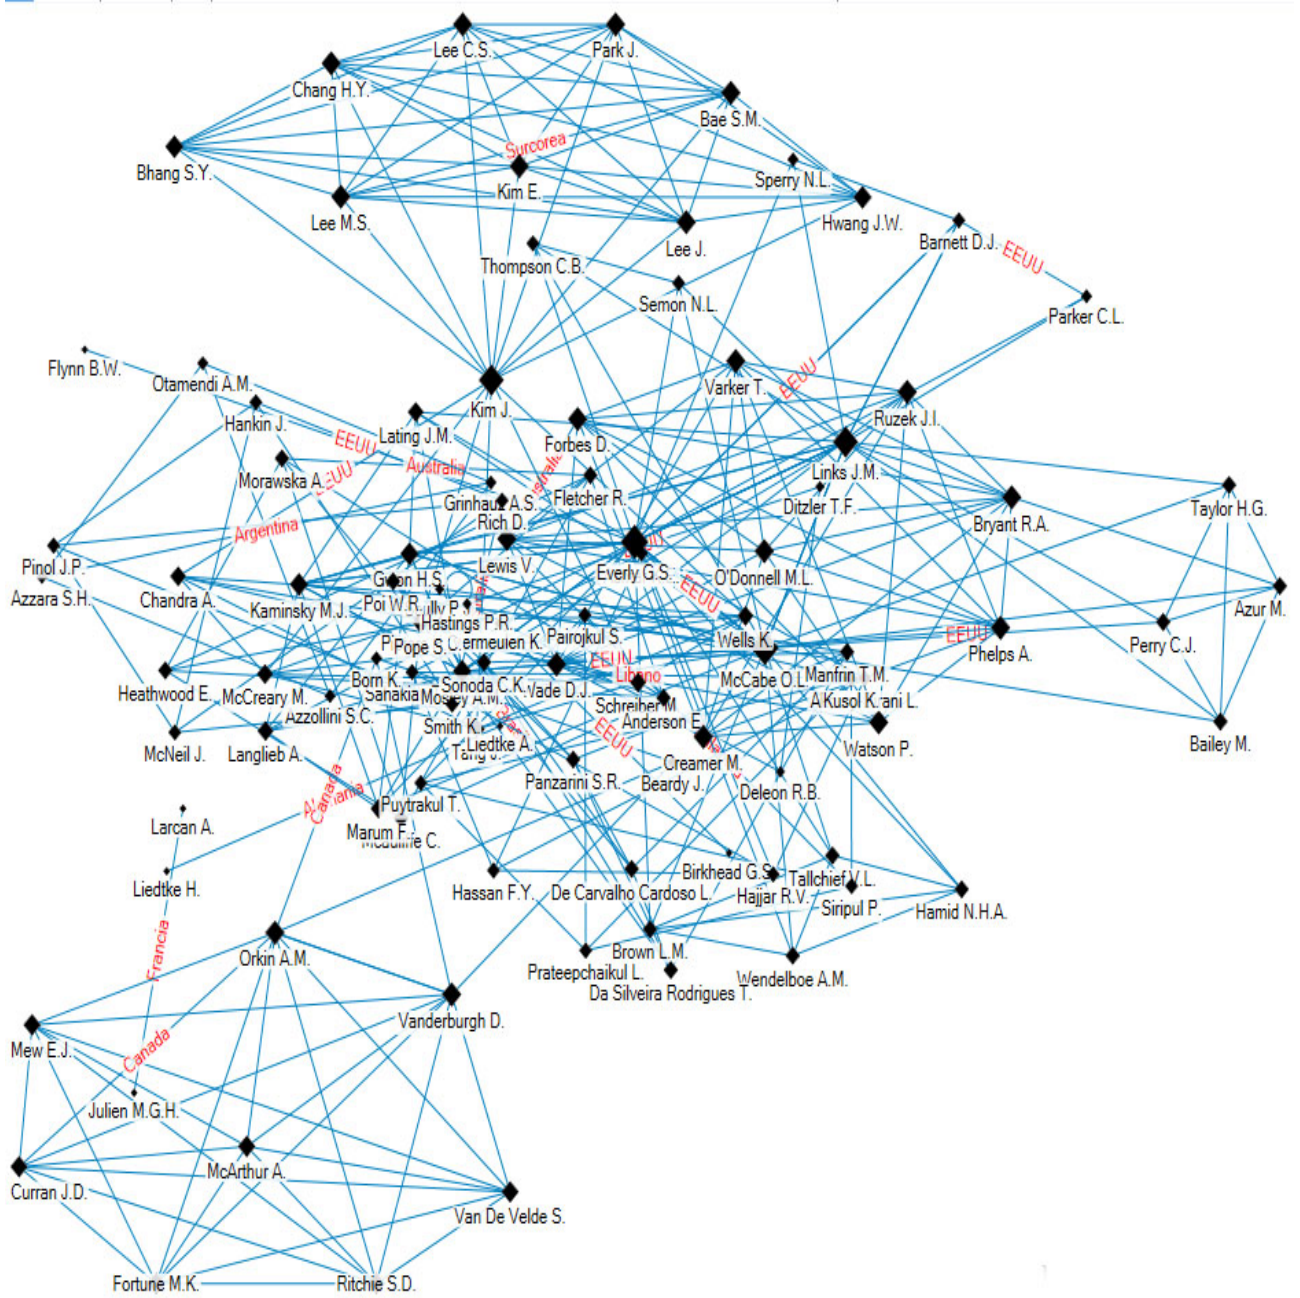 Lee C.S.
Park J.
Chang H.Y.
Bae S.M.
Surcorea
Bhang S.Y.
Kim E.
Sperry N.L.
Lee M.S.
Hwang J.W.
Lee J.
Barnett D.J.
EEUU
Thompson C.B.
Semon N.L.
Parker C.L.
Flynn B.W.
Otamendi A.M.
Varker T.
EEUU
Hankin J.
Kim J.
Ruzek J.I.
Lating J.M.
Forbes D.
EEUU
Links J.M.
Australia
Morawska A.
Fletcher R.
Grinhauz A.S.
Ditzler T.F.
Taylor H.G.
Rich D.
Bryant R.A.
Argentina
Pinol J.P.
Lewis V.
Everly G.S.
O'Donnell M.L.
Azzara S.H.
Chandra A.
Kaminsky M.J.
Poi W.R.
EEUU
Azur M.
Hastings P.R.
Pairojkul S.
Wells K.
EEUU
Phelps A.
Perry C.J.
Pope S.C.
Born K.
Libano
McCabe O.L.
Manfrin T.M.
Heathwood E.
McCreary M.
Sonoda C.K.
Wade D.J.
Azzollini S.C.
Schreiber M.
Anderson E.
Smith K.
EEUU
McNeil J.
Langlieb A.
Liedtke A.
Creamer M.
Watson P.
Bailey M.
Panzarini S.R.
Beardy J.
Deleon R.B.
Canada
Puytrakul T.
Larcan A.
Marum F.
Liedtke H.
Hassan F.Y.
De Carvalho Cardoso L.
Birkhead G.S.
Tallchief V.L.
Hajjar R.V.
Siripul P.
Hamid N.H.A.
Francia
Orkin A.M.
Brown L.M.
Prateepchaikul L.
Da Silveira Rodrigues T.
Wendelboe A.M.
Vanderburgh D.
Mew E.J.
Canada
Julien M.G.H.
McArthur A.
Curran J.D.
Van De Velde S.
Fortune M.K.
Ritchie S.D.